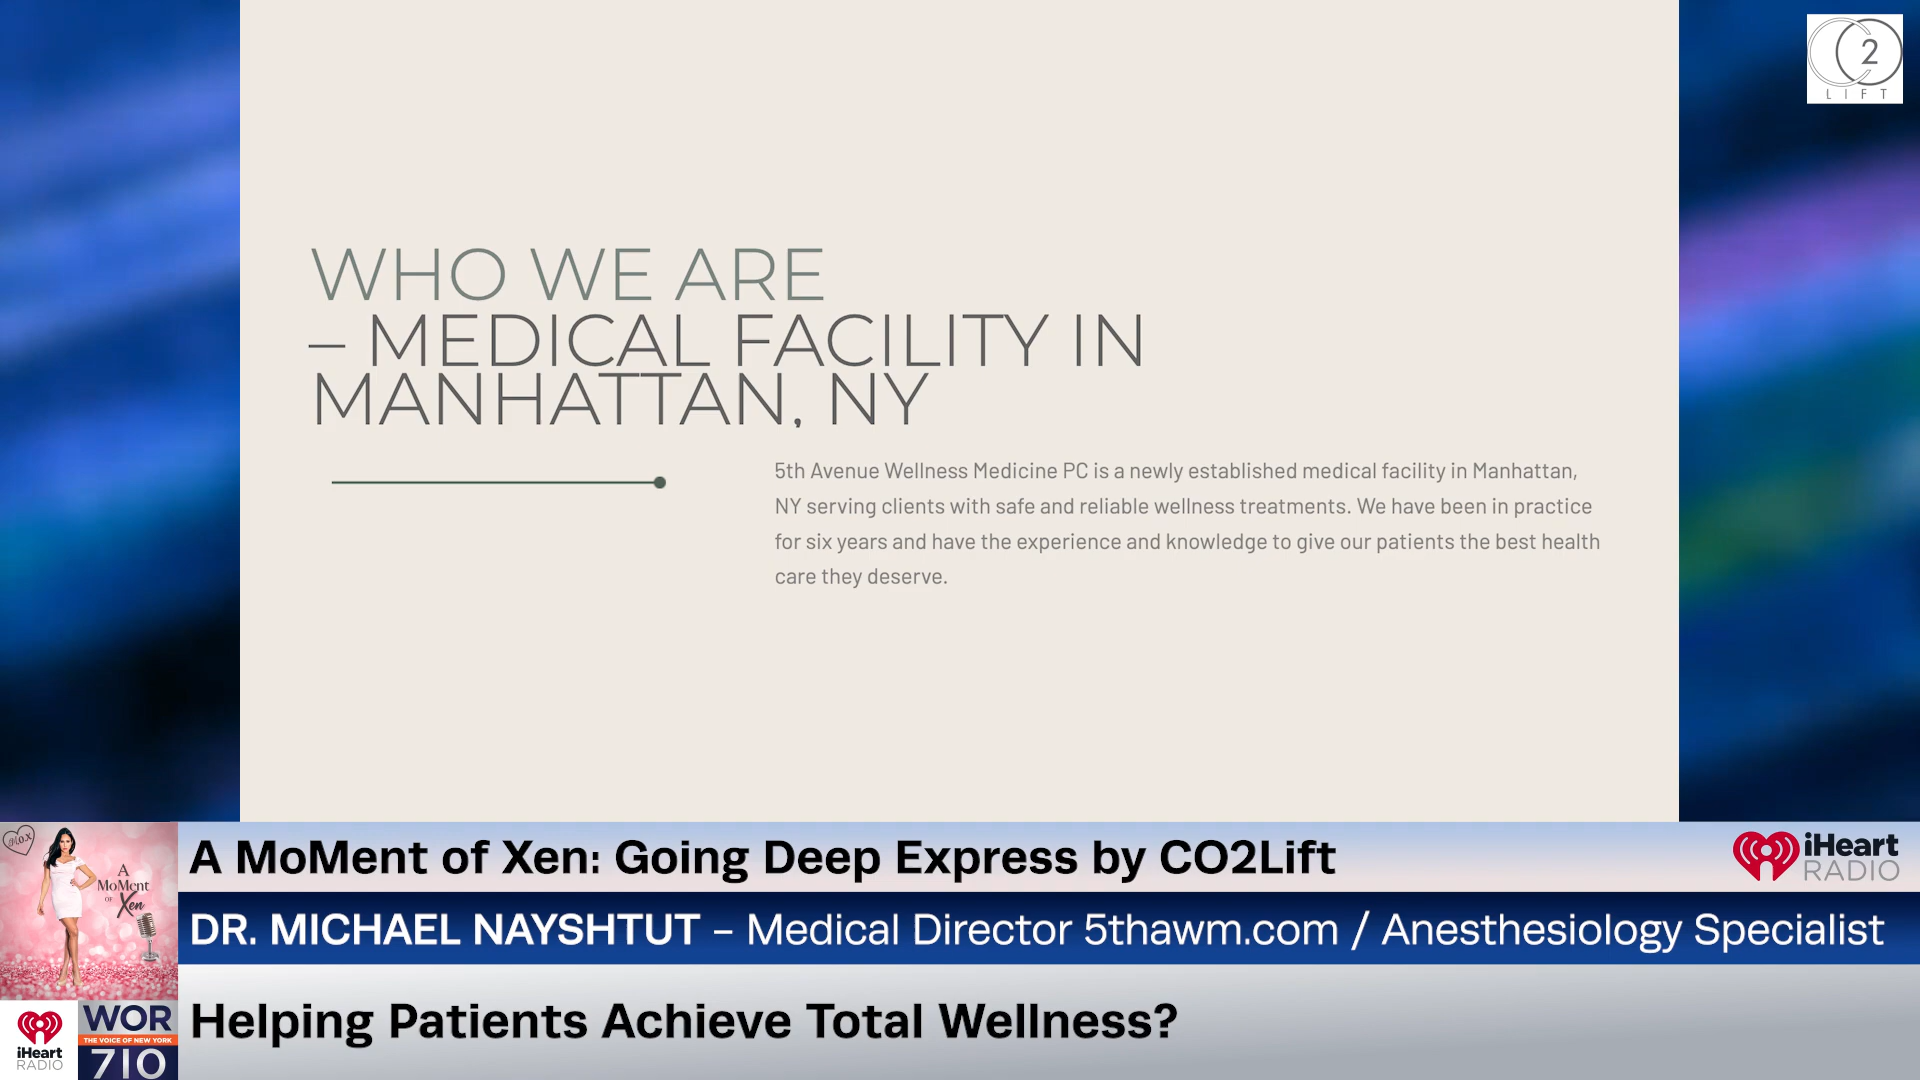 2
LIFT
WHO WE ARE
– MEDICAL FACILITY IN
MANHATTAN, NY
5th Avenue Wellness Medicine PC is a newly established medical facility in Manhattan,
NY serving clients with safe and reliable wellness treatments. We have been in practice
for six years and have the experience and knowledge to give our patients the best health
care they deserve.
A MoMent of Xen: Going Deep Express by CO2Lift
iHeart
RADIO
DR. MICHAEL NAYSHTUT – Medical Director 5thawm.com / Anesthesiology Specialist
Helping Patients Achieve Total Wellness?
A
MoMent
OF Xen
iHeart
RADIO
WOR
THE VOICE OF NEW YORK
710